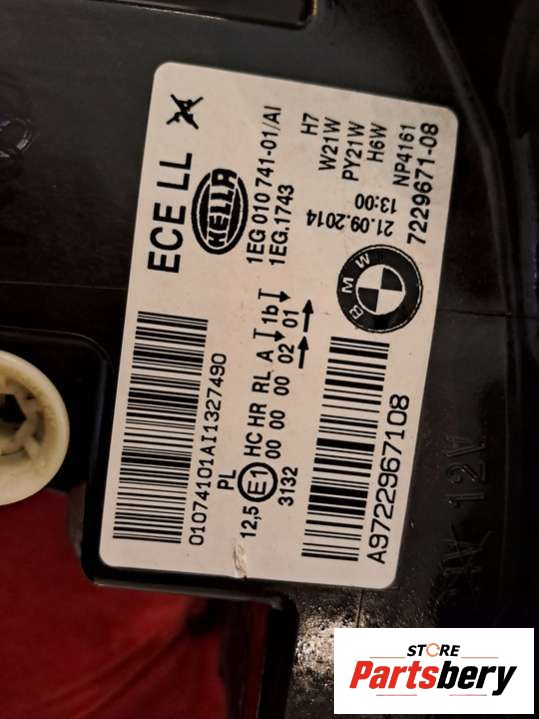 ECE LL
HELLA
1EG 010 741-01/AI
1EG.1743
H7
W21W
PY21W
H6W
NP4161
21.09.2014
13:00
7229671-08
BMW
01074101AI1327490
PL
12,5 E1 HC HR RL A 1b
00 00 00 02 01
3132
A9722967108
12V
STORE
Partsbery